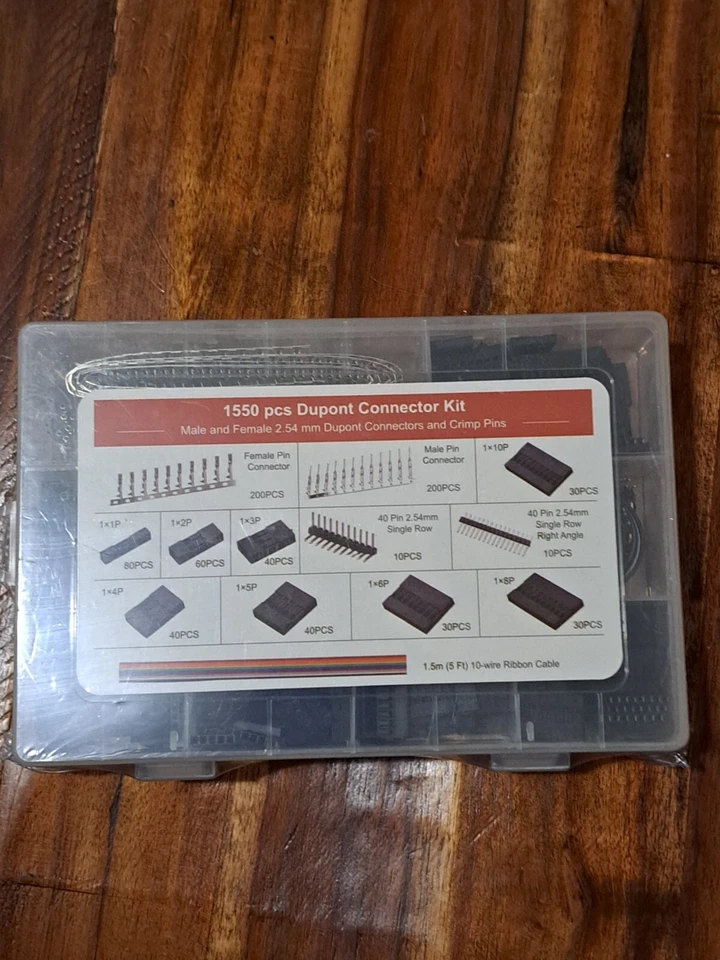 1550 pcs Dupont Connector Kit
Male and Female 2.54 mm Dupont Connectors and Crimp Pins
Female Pin
Connector
200PCS
Male Pin
Connector
200PCS
1×10P
30PCS
1×1P
80PCS
1×2P
60PCS
1×3P
40PCS
40 Pin 2.54mm
Single Row
10PCS
40 Pin 2.54mm
Single Row
Right Angle
10PCS
1×4P
40PCS
1×5P
40PCS
1×6P
30PCS
1×8P
30PCS
1.5m (5 Ft) 10-wire Ribbon Cable